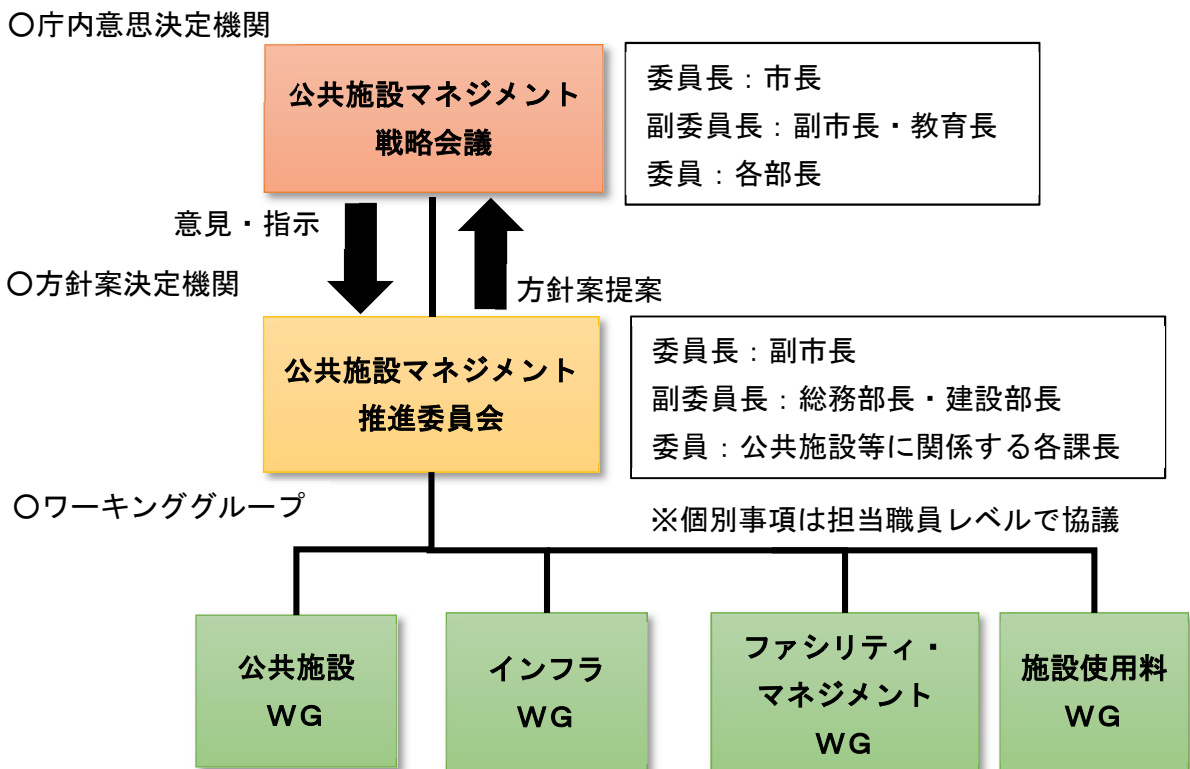 〇庁内意思決定機関
公共施設マネジメント
戦略会議
委員長：市長
副委員長：副市長・教育長
委員：各部長
意見・指示
〇方針案決定機関
方針案提案
公共施設マネジメント
推進委員会
委員長：副市長
副委員長：総務部長・建設部長
委員：公共施設等に関係する各課長
〇ワーキンググループ
※個別事項は担当職員レベルで協議
公共施設
ＷＧ
インフラ
ＷＧ
ファシリティ・
マネジメント
ＷＧ
施設使用料
ＷＧ